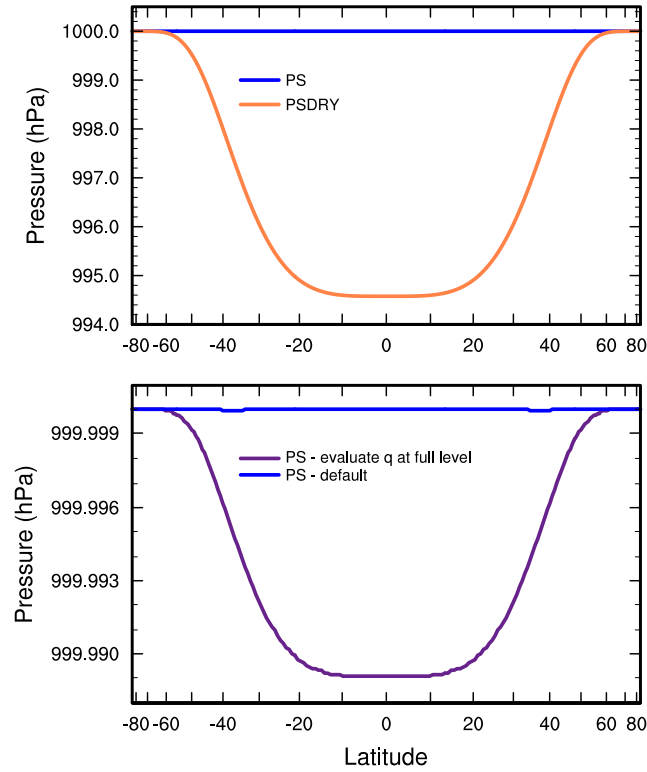 Pressure (hPa)
1000.0
999.0
998.0
997.0
996.0
995.0
994.0
PS
PSDRY
-80 -60 -40 -20 0 20 40 60 80
Pressure (hPa)
999.999
999.996
999.993
999.990
PS - evaluate q at full level
PS - default
-80 -60 -40 -20 0 20 40 60 80
Latitude